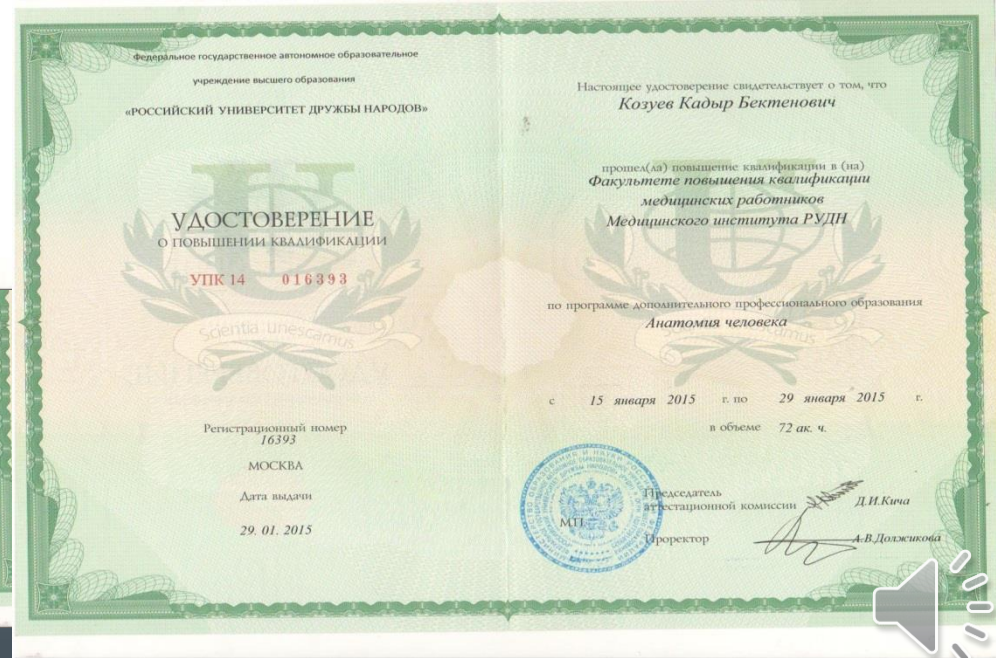 Федеральное государственное автономное образовательное
учреждение высшего образования
«РОССИЙСКИЙ УНИВЕРСИТЕТ ДРУЖБЫ НАРОДОВ»
УДОСТОВЕРЕНИЕ
О ПОВЫШЕНИИ КВАЛИФИКАЦИИ
УПК 14 016393
Scientia unescamus
Регистрационный номер
16393
МОСКВА
Дата выдачи
29. 01. 2015
Настоящее удостоверение свидетельствует о том, что
Козуев Кадыр Бектенович
прошел(ла) повышение квалификации в (на)
Факультете повышения квалификации
медицинских работников
Медицинского института РУДН
по программе дополнительного профессионального образования
Анатомия человека
с 15 января 2015 г. по 29 января 2015 г.
в объеме 72 ак. ч.
Председатель
аттестационной комиссии Д.И.Кича
МП
Проректор А.В.Должикова